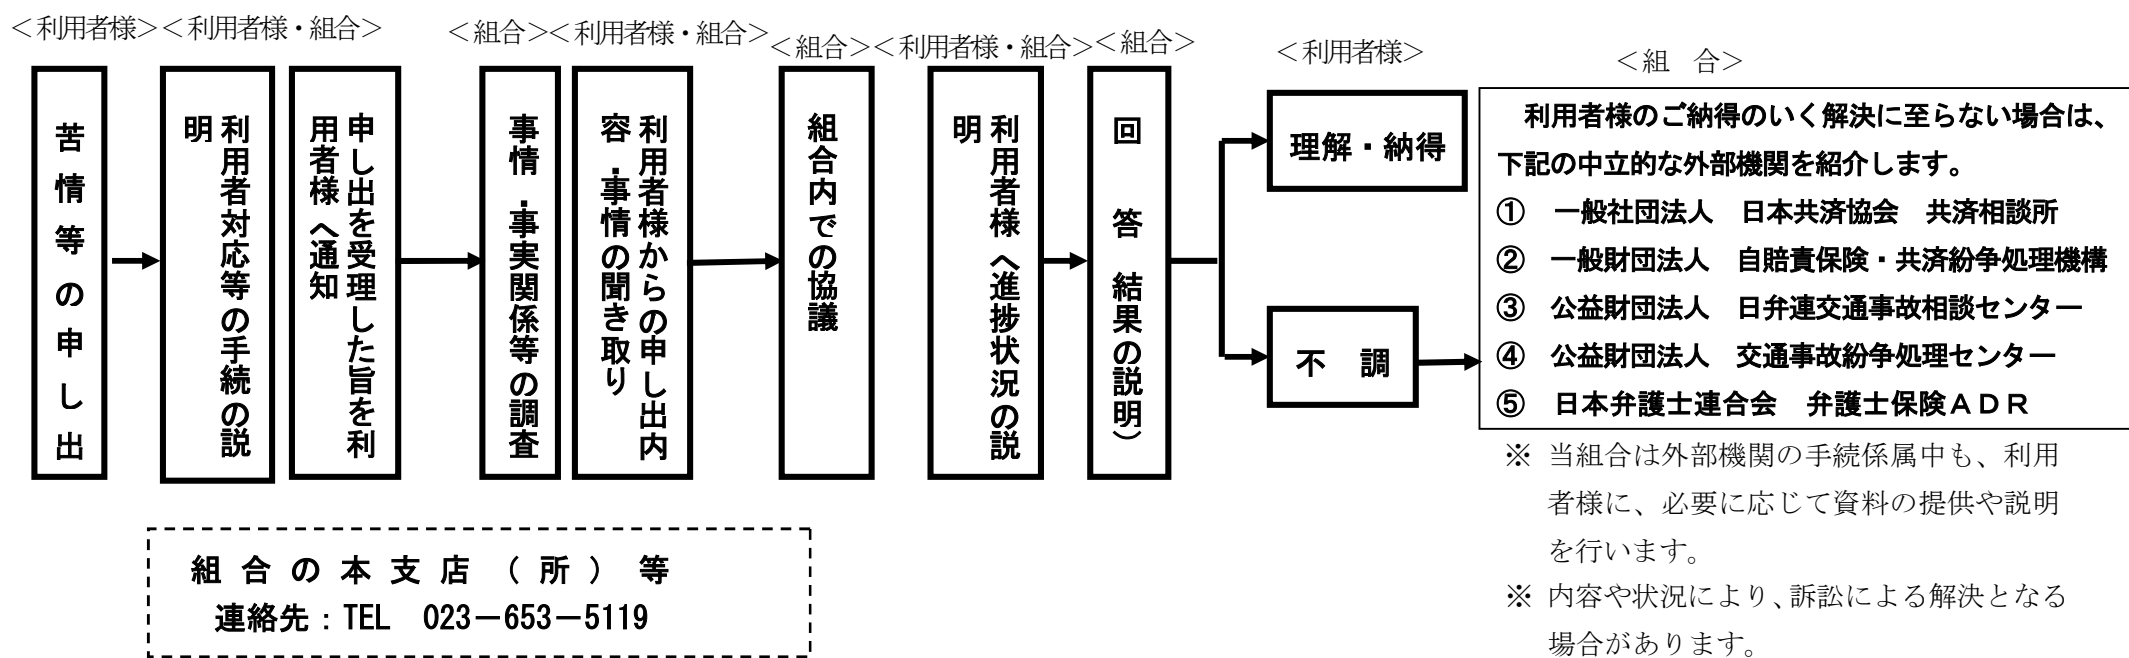 ＜利用者様＞
＜利用者様・組合＞
＜組合＞
＜利用者様・組合＞
＜組合＞
＜利用者様・組合＞
＜組合＞
＜利用者様＞
＜組　合＞
苦情等の申し出
利用者対応等の手続の説
明
申し出を受理した旨を利
用者様へ通知
事情・事実関係等の調査
利用者様からの申し出内
容・事情の聞き取り
組合内での協議
利用者様へ進捗状況の説
明
回　答　結果の説明）
理解・納得
不　調
利用者様のご納得のいく解決に至らない場合は、
下記の中立的な外部機関を紹介します。
①　一般社団法人　日本共済協会　共済相談所
②　一般財団法人　自賠責保険・共済紛争処理機構
③　公益財団法人　日弁連交通事故相談センター
④　公益財団法人　交通事故紛争処理センター
⑤　日本弁護士連合会　弁護士保険ＡＤＲ
※ 当組合は外部機関の手続係属中も、利用
者様に、必要に応じて資料の提供や説明
を行います。
※ 内容や状況により、訴訟による解決となる
場合があります。
組合の本支店（所）等
連絡先：TEL　023－653－5119